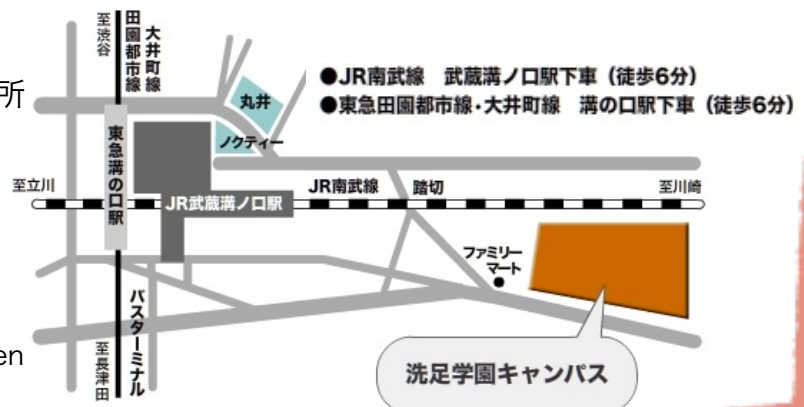 至渋谷
田園都市線
大井町線
所
丸井
ノクティー
●JR南武線 武蔵溝ノ口駅下車（徒歩6分）
●東急田園都市線・大井町線 溝の口駅下車（徒歩6分）
東急溝の口駅
至立川
JR武蔵溝ノ口駅
JR南武線
踏切
至川崎
ファミリー
マート
バスターミナル
至長津田
en
洗足学園キャンパス